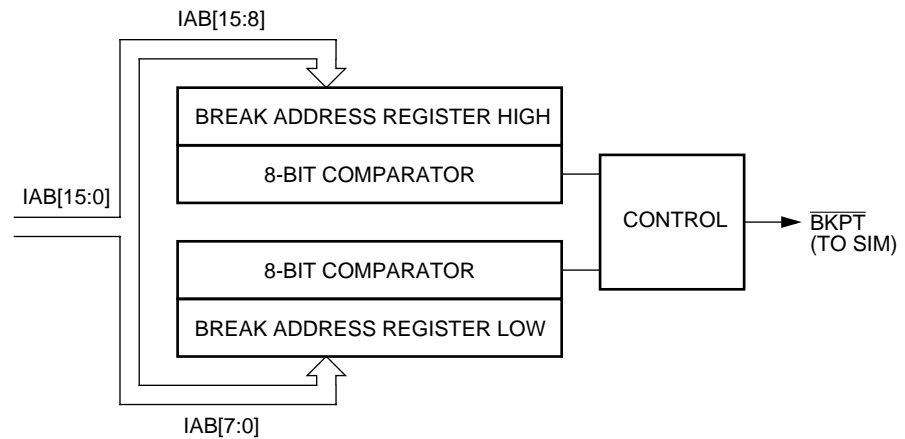 IAB[15:8]
BREAK ADDRESS REGISTER HIGH
8-BIT COMPARATOR
IAB[15:0]
CONTROL
BKPT
(TO SIM)
8-BIT COMPARATOR
BREAK ADDRESS REGISTER LOW
IAB[7:0]